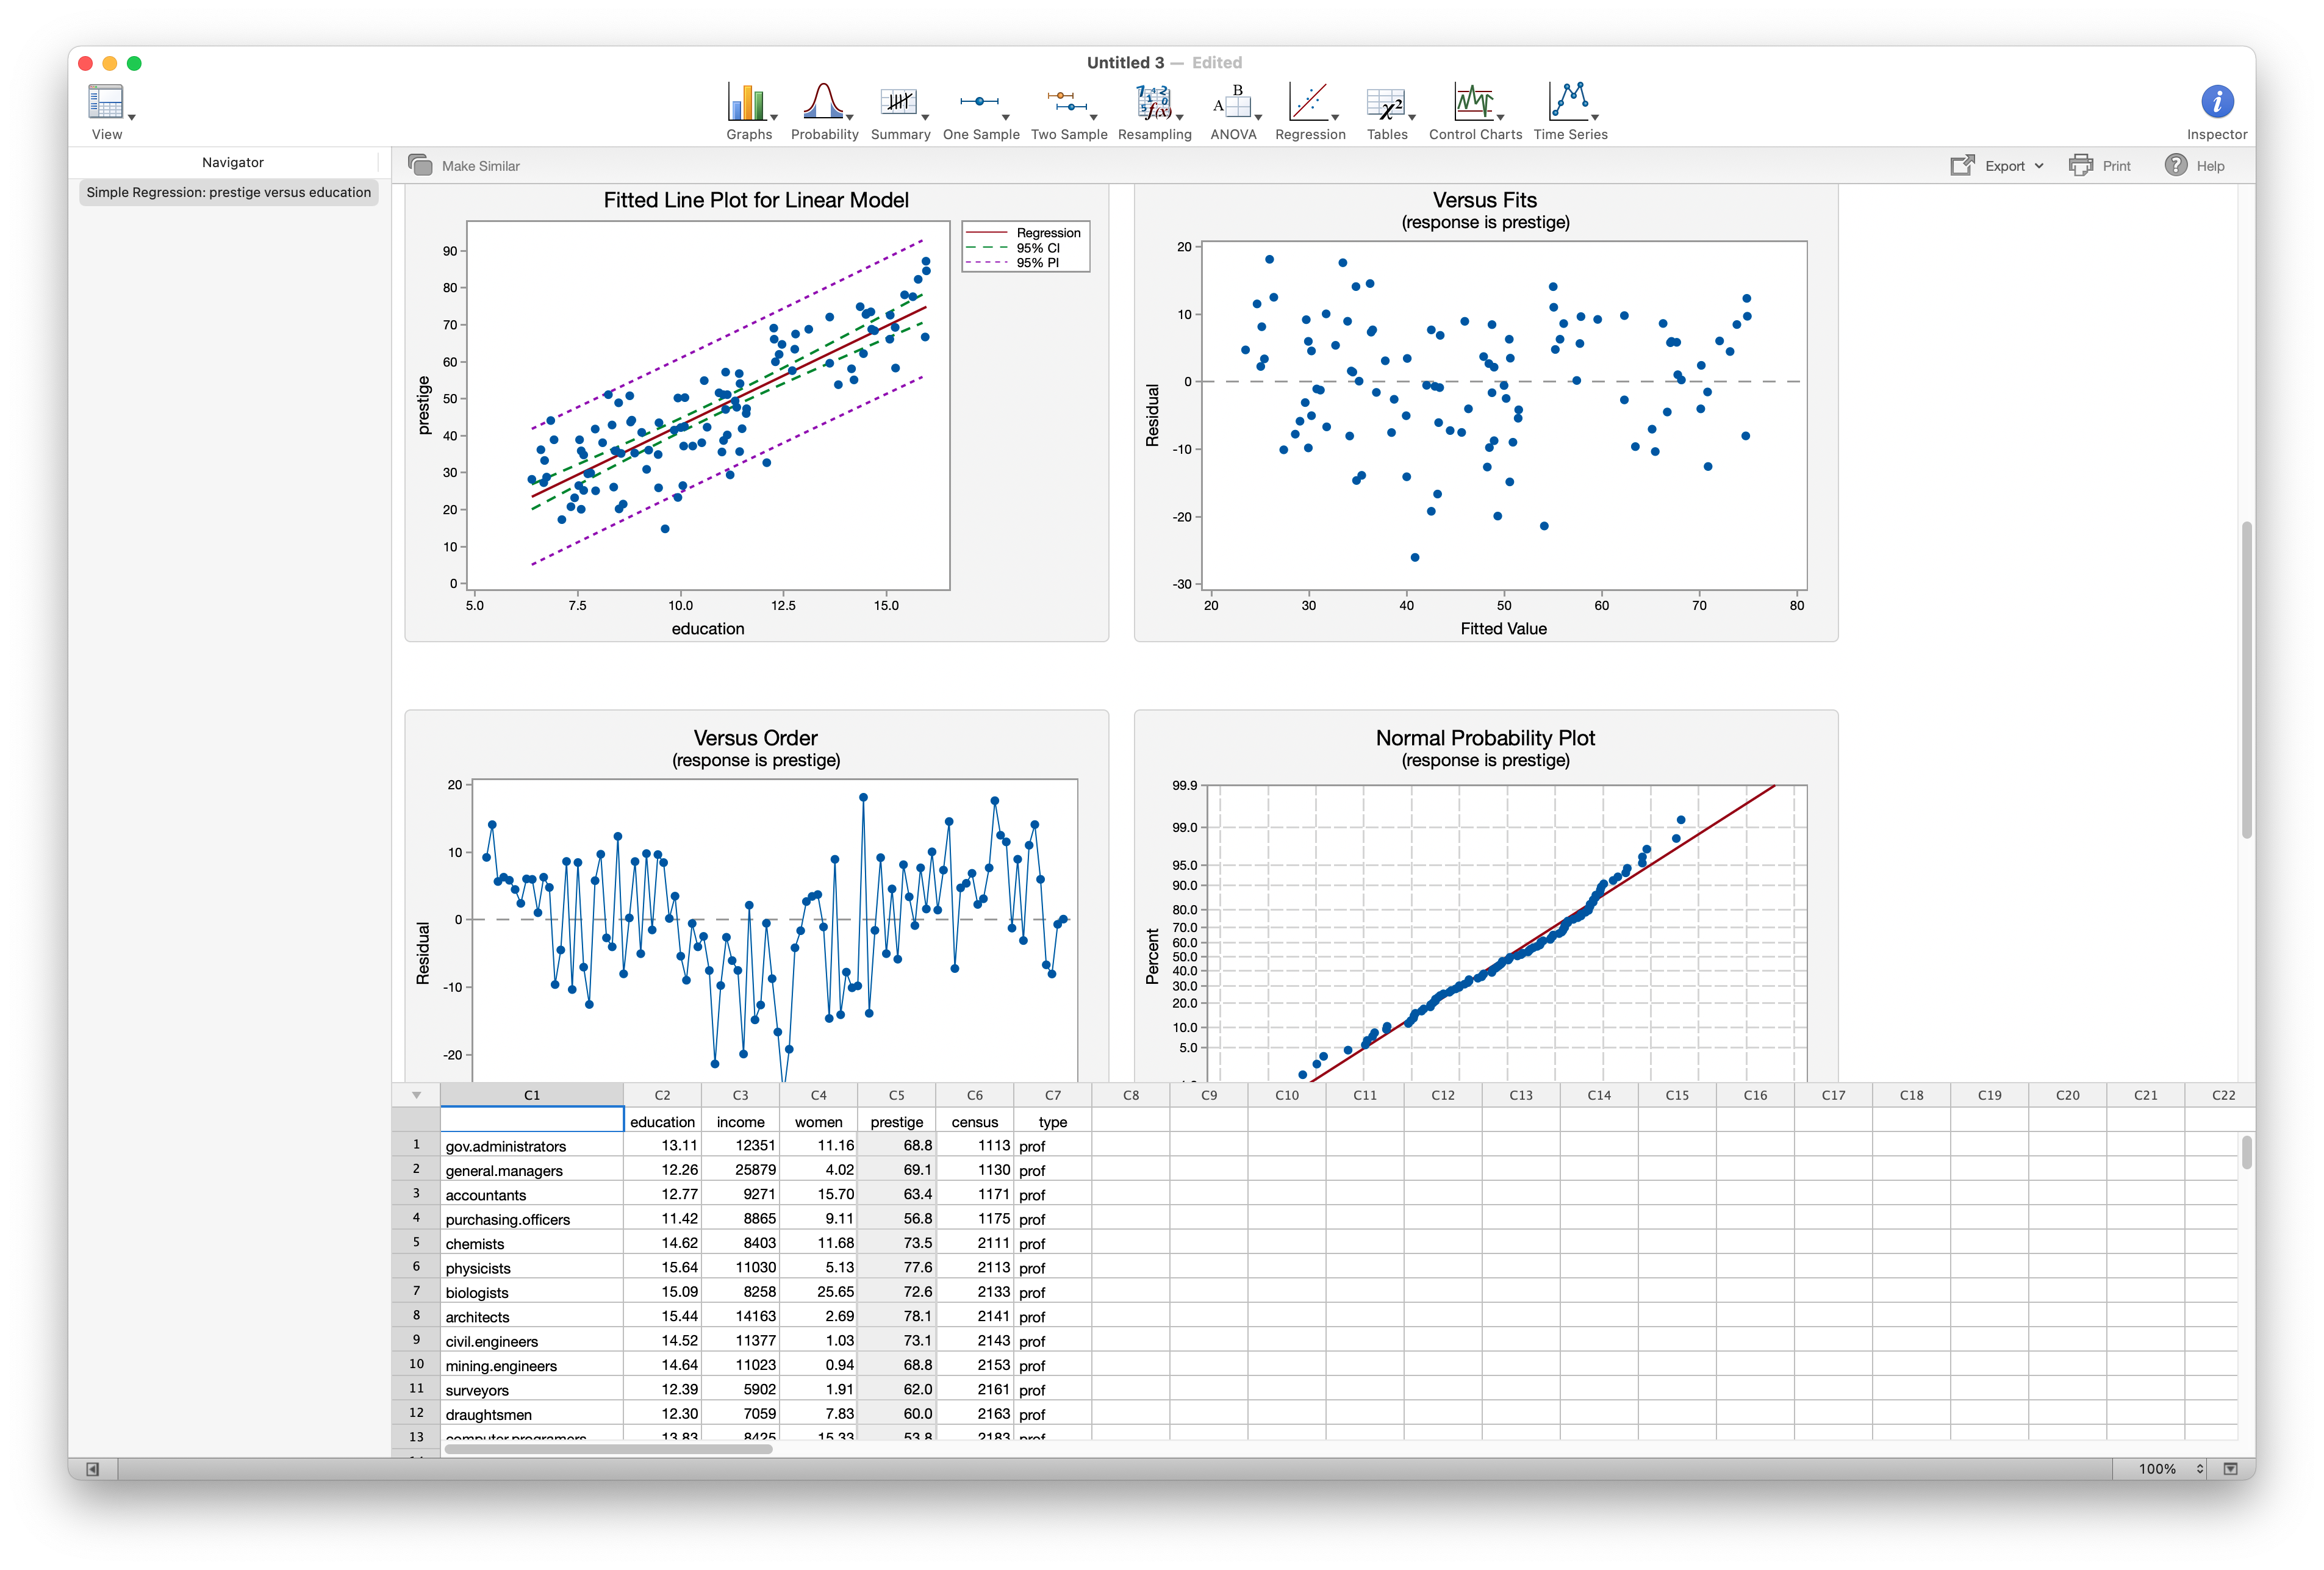 Untitled 3 — Edited
View
Graphs Probability Summary One Sample Two Sample Resampling ANOVA Regression Tables Control Charts Time Series
Inspector
Navigator
Make Similar
Export Print Help
Simple Regression: prestige versus education
Fitted Line Plot for Linear Model
Regression
95% CI
95% PI
prestige
90
80
70
60
50
40
30
20
10
0
5.0 7.5 10.0 12.5 15.0
education
Versus Fits
(response is prestige)
Residual
20
10
0
-10
-20
-30
20 30 40 50 60 70 80
Fitted Value
Versus Order
(response is prestige)
Residual
20
10
0
-10
-20
Normal Probability Plot
(response is prestige)
Percent
99.9
99.0
95.0
90.0
80.0
70.0
60.0
50.0
40.0
30.0
20.0
10.0
5.0
C1 C2 C3 C4 C5 C6 C7 C8 C9 C10 C11 C12 C13 C14 C15 C16 C17 C18 C19 C20 C21 C22
education income women prestige census type
1 gov.administrators 13.11 12351 11.16 68.8 1113 prof
2 general.managers 12.26 25879 4.02 69.1 1130 prof
3 accountants 12.77 9271 15.70 63.4 1171 prof
4 purchasing.officers 11.42 8865 9.11 56.8 1175 prof
5 chemists 14.62 8403 11.68 73.5 2111 prof
6 physicists 15.64 11030 5.13 77.6 2113 prof
7 biologists 15.09 8258 25.65 72.6 2133 prof
8 architects 15.44 14163 2.69 78.1 2141 prof
9 civil.engineers 14.52 11377 1.03 73.1 2143 prof
10 mining.engineers 14.64 11023 0.94 68.8 2153 prof
11 surveyors 12.39 5902 1.91 62.0 2161 prof
12 draughtsmen 12.30 7059 7.83 60.0 2163 prof
13 computer.programers 13.83 8425 15.33 53.8 2183 prof
100%